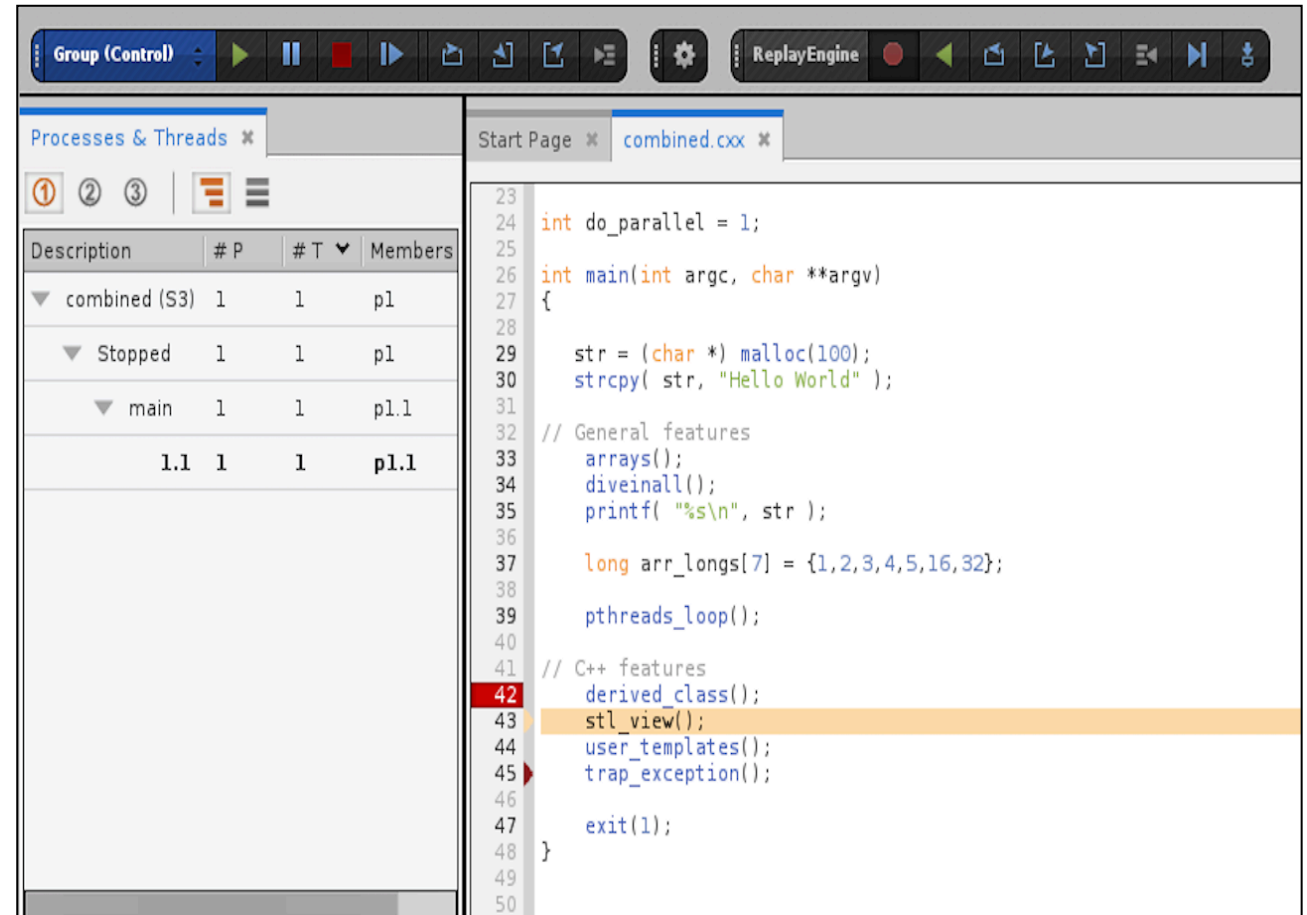 Group (Control)
ReplayEngine
Processes & Threads
Start Page
combined.cxx
1 2 3
Description # P # T Members
combined (S3) 1 1 p1
Stopped 1 1 p1
main 1 1 p1.1
1.1 1 1 p1.1
23
24 int do_parallel = 1;
25
26 int main(int argc, char **argv)
27 {
28
29 str = (char *) malloc(100);
30 strcpy( str, "Hello World" );
31
32 // General features
33 arrays();
34 diveinall();
35 printf( "%s\n", str );
36
37 long arr_longs[7] = {1,2,3,4,5,16,32};
38
39 pthreads_loop();
40
41 // C++ features
42 derived_class();
43 stl_view();
44 user_templates();
45 trap_exception();
46
47 exit(1);
48 }
49
50